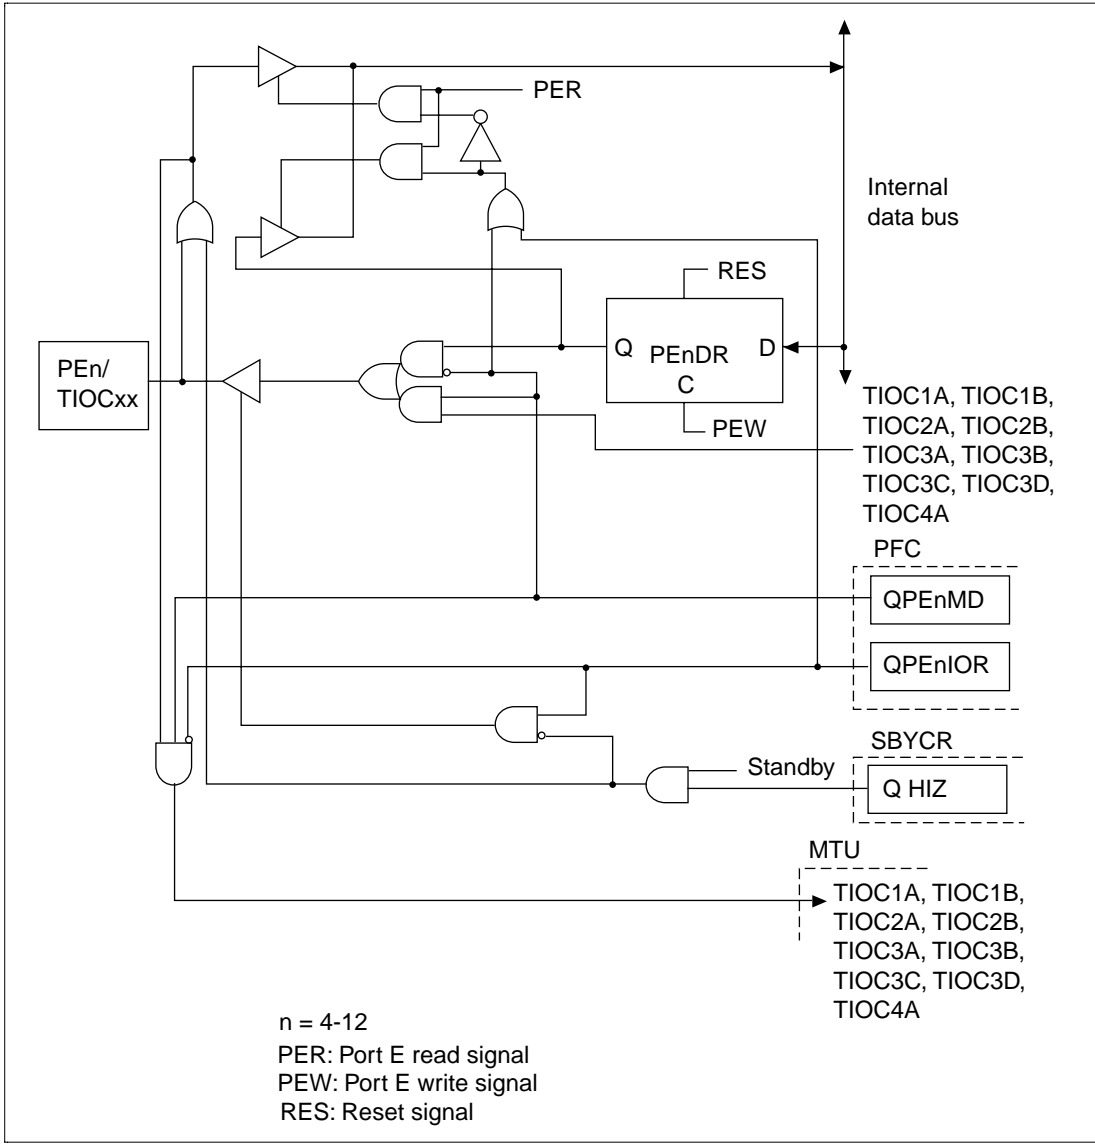 PER
Internal
data bus
RES
Q
PEnDR
D
C
PEn/
TIOCxx
PEW
TIOC1A, TIOC1B,
TIOC2A, TIOC2B,
TIOC3A, TIOC3B,
TIOC3C, TIOC3D,
TIOC4A
PFC
QPEnMD
QPEnIOR
SBYCR
Standby
Q HIZ
MTU
TIOC1A, TIOC1B,
TIOC2A, TIOC2B,
TIOC3A, TIOC3B,
TIOC3C, TIOC3D,
TIOC4A
n = 4-12
PER: Port E read signal
PEW: Port E write signal
RES: Reset signal